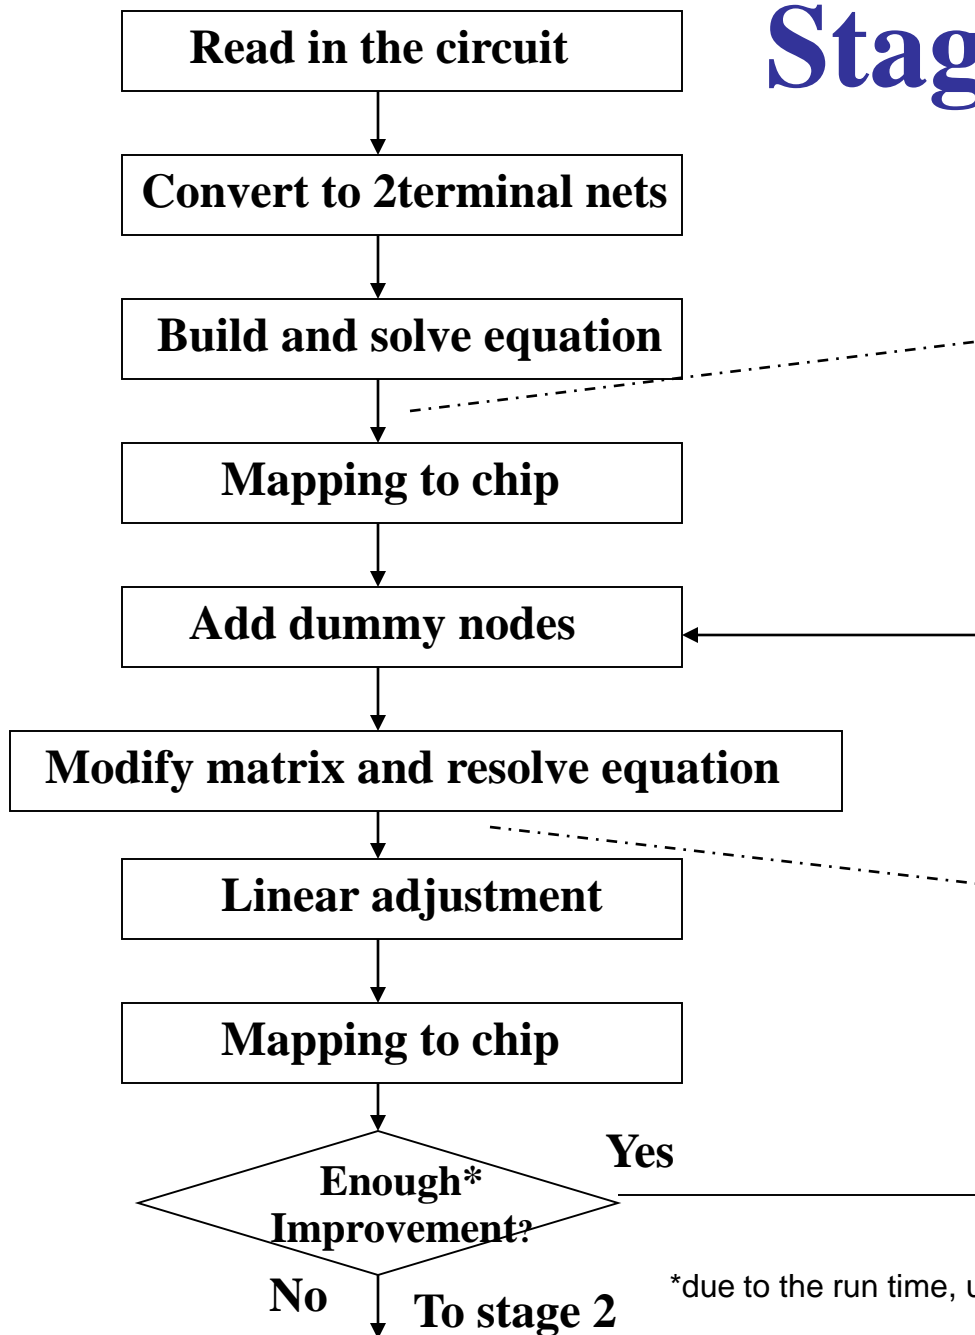 Stag
Read in the circuit
Convert to 2terminal nets
Build and solve equation
Mapping to chip
Add dummy nodes
Modify matrix and resolve equation
Linear adjustment
Mapping to chip
Yes
Enough*
Improvement?
No
To stage 2
*due to the run time, u